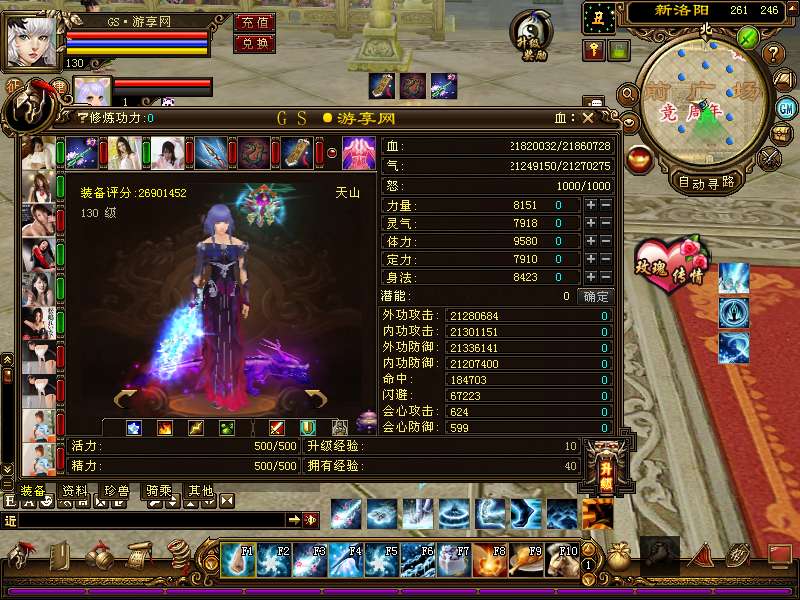 GS·游享网
充值
兑换
130
1
升级
奖励
丑
新洛阳 261 246
北
前广场
竞周年
自动寻路
征
修炼功力:0
GS ●游享网
血:
装备评分:26901452
天山
130 级
血: 21820032/21860728
气: 21249150/21270275
怒: 1000/1000
力量: 8151 0
灵气: 7918 0
体力: 9580 0
定力: 7910 0
身法: 8423 0
潜能: 0 确定
外功攻击: 21280684 0
内功攻击: 21301151 0
外功防御: 21336141 0
内功防御: 21207400 0
命中: 184703 0
闪避: 67223 0
会心攻击: 624 0
会心防御: 599 0
活力: 500/500 升级经验: 10
精力: 500/500 拥有经验: 40
升级
装备 资料 珍兽 骑乘 其他
玫瑰传情
近
F1 F2 F3 F4 F5 F6 F7 F8 F9 F10
1